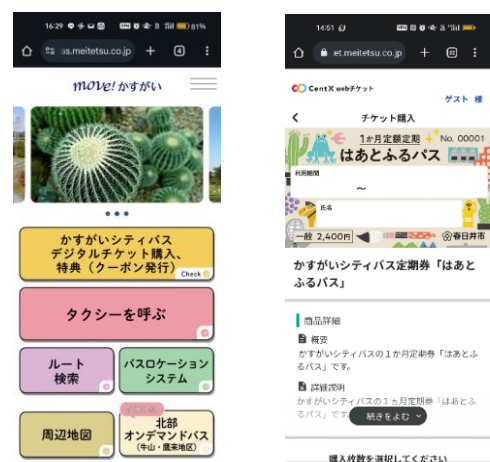 16:29
81%
as.meitetsu.co.jp
4
move! かすがい
かすがいシティバス
デジタルチケット購入、
特典（クーポン発行）
Check
タクシーを呼ぶ
ルート
検索
バスロケーション
システム
周辺地図
北部
オンデマンドバス
（牛山・鷹来地区）
14:51
et.meitetsu.co.jp
CentX webチケット
ゲスト 様
チケット購入
1か月定額定期
No. 00001
はあとふるパス
利用期間
～
氏名
一般 2,400円
春日井市
かすがいシティバス定期券「はあと
ふるパス」
商品詳細
概要
かすがいシティバスの１か月定期券「はあとふ
るパス」です。
詳細説明
かすがいシティバスの１ヵ月定期券「はあとふ
るパス」です
続きをよむ
購入枚数を選択してください